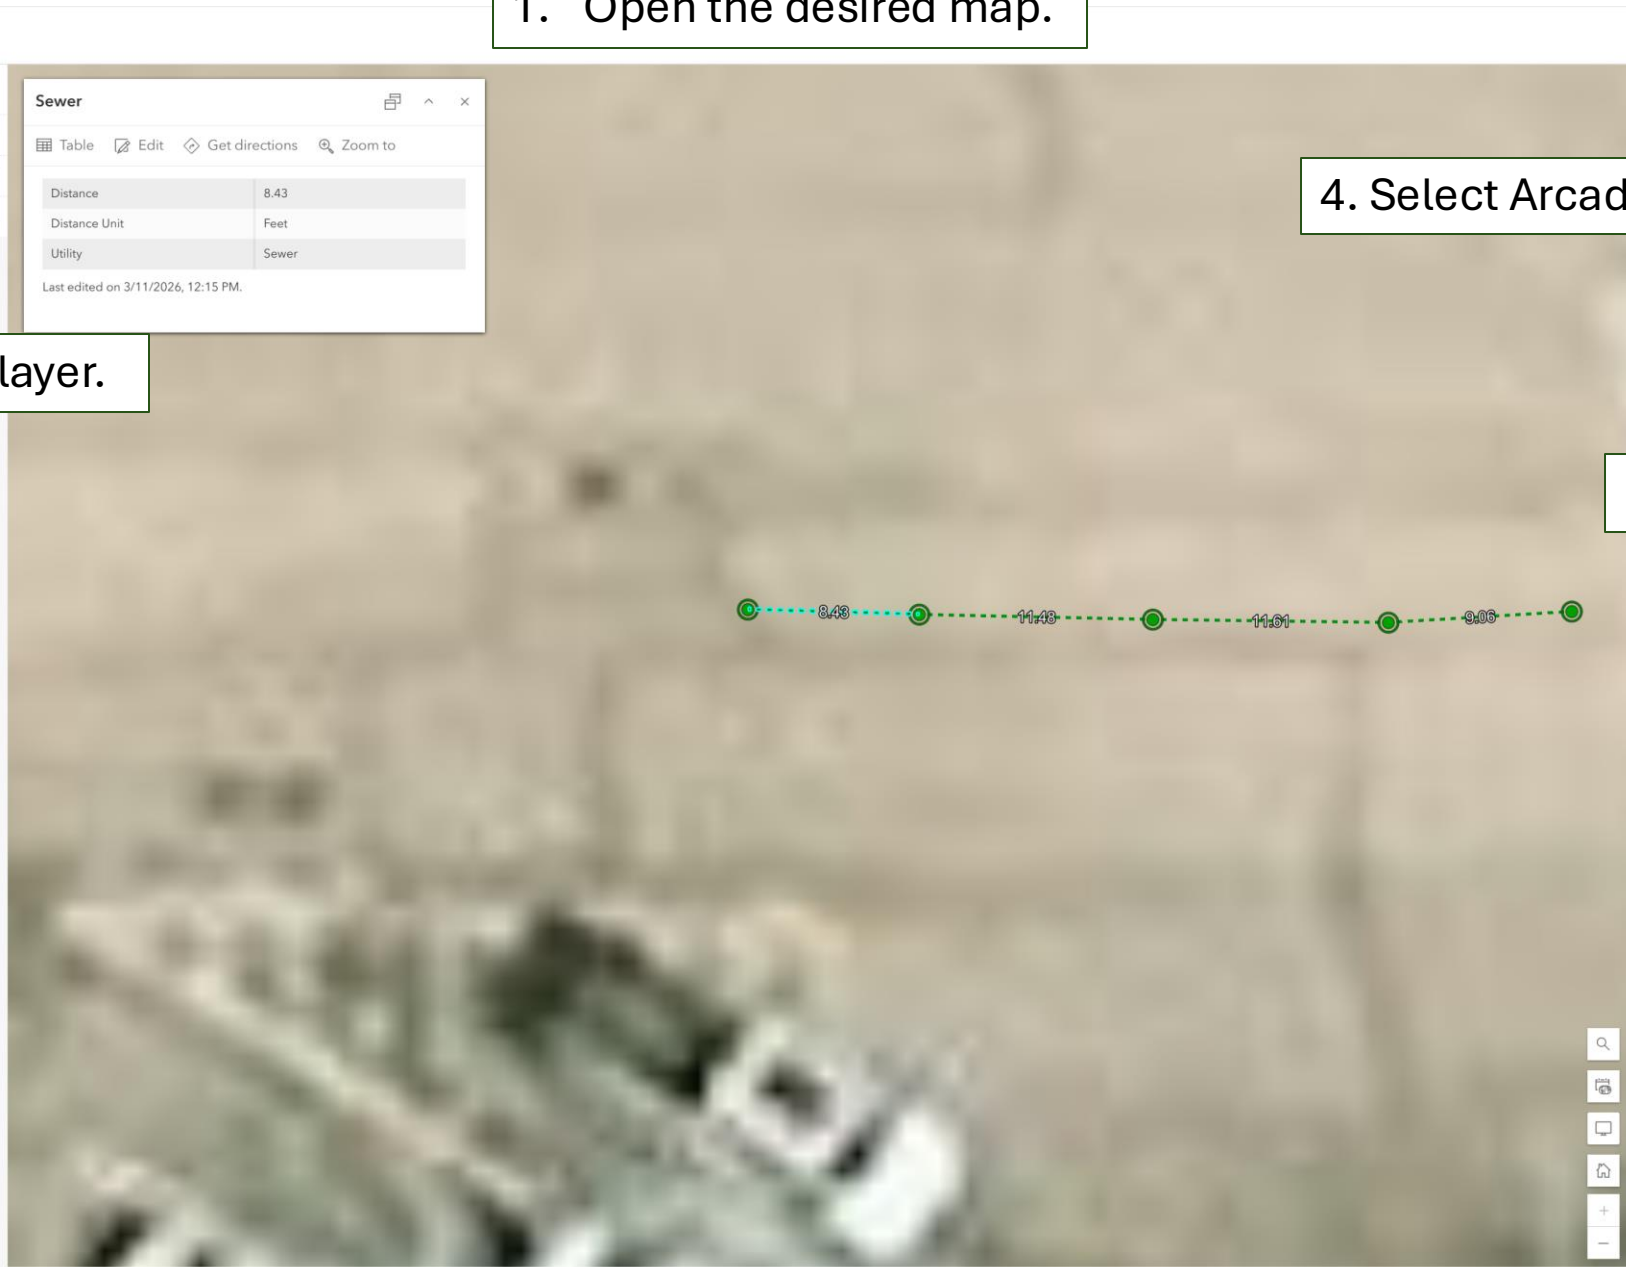 1. Open the desired map.
Sewer
Table Edit Get directions Zoom to
Distance 8.43
Distance Unit Feet
Utility Sewer
Last edited on 3/11/2026, 12:15 PM.
4. Select Arcad
layer.
8.43 11.48 11.61 9.06